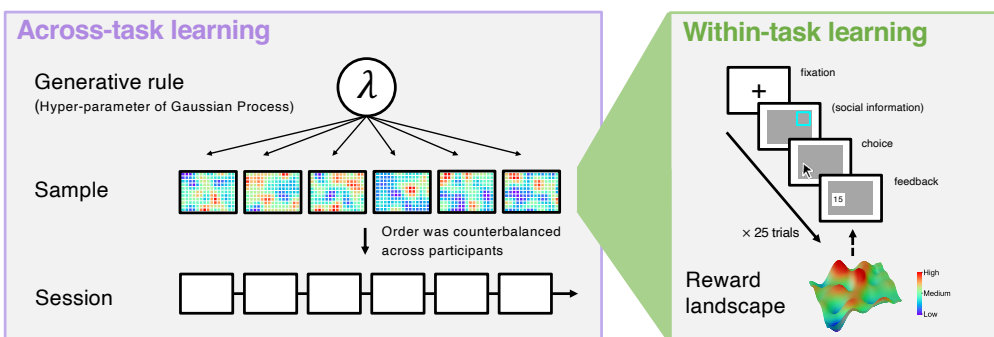 Across-task learning
Generative rule
(Hyper-parameter of Gaussian Process)
λ
Sample
Order was counterbalanced
across participants
Session
Within-task learning
fixation
+
(social information)
choice
feedback
15
× 25 trials
Reward
landscape
High
Medium
Low